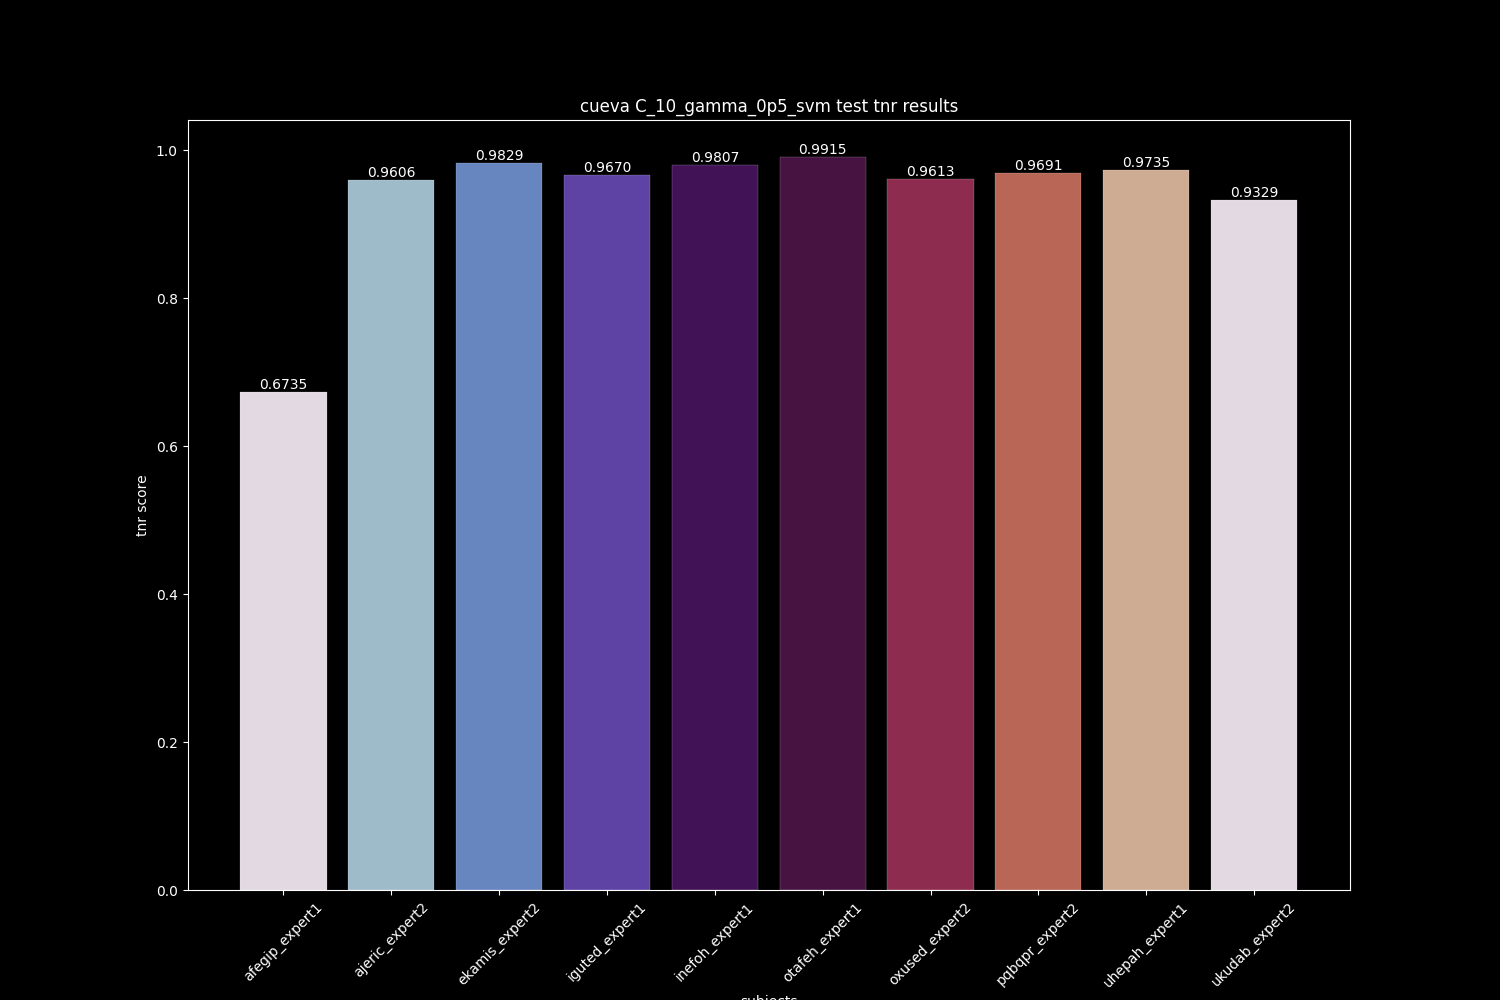 cueva C_10_gamma_0p5_svm test tnr results
1.0
0.8
0.6
0.4
0.2
0.0
tnr score
0.6735
0.9606
0.9829
0.9670
0.9807
0.9915
0.9613
0.9691
0.9735
0.9329
afegip_expert1
ajeric_expert2
ekamis_expert2
iguted_expert1
inefoh_expert1
otafeh_expert1
oxused_expert2
pqbqpr_expert2
uhepah_expert1
ukudab_expert2
subjects